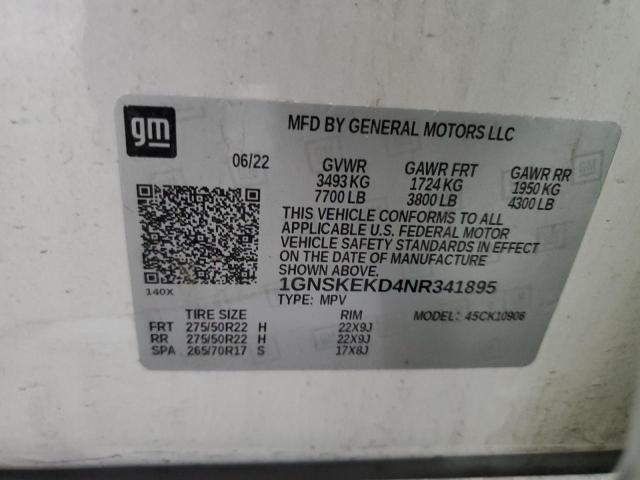 gm
MFD BY GENERAL MOTORS LLC
06/22 GVWR GAWR FRT GAWR RR
3493 KG 1724 KG 1950 KG
7700 LB 3800 LB 4300 LB
THIS VEHICLE CONFORMS TO ALL
APPLICABLE U.S. FEDERAL MOTOR
VEHICLE SAFETY STANDARDS IN EFFECT
ON THE DATE OF MANUFACTURE
SHOWN ABOVE.
140X
1GNSKEKD4NR341895
TYPE: MPV
TIRE SIZE RIM MODEL: 4SCK10906
FRT 275/50R22 H 22X9J
RR 275/50R22 H 22X9J
SPA 265/70R17 S 17X8J